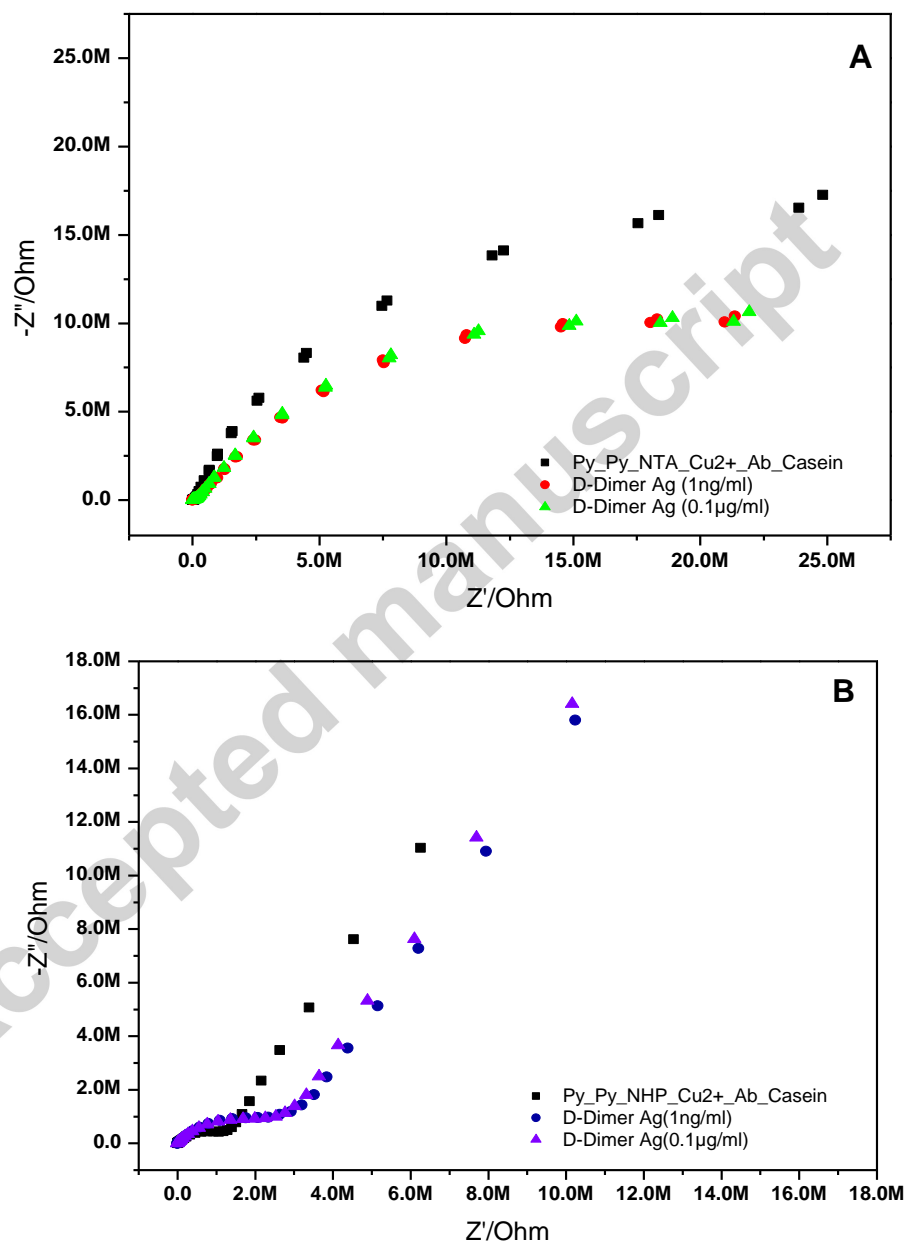 A
25.0M
20.0M
15.0M
10.0M
5.0M
0.0
-Z"/Ohm
Py_Py_NTA_Cu2+_Ab_Casein
D-Dimer Ag (1ng/ml)
D-Dimer Ag (0.1µg/ml)
0.0 5.0M 10.0M 15.0M 20.0M 25.0M
Z'/Ohm
B
18.0M
16.0M
14.0M
12.0M
10.0M
8.0M
6.0M
4.0M
2.0M
0.0
-Z"/Ohm
Py_Py_NHP_Cu2+_Ab_Casein
D-Dimer Ag(1ng/ml)
D-Dimer Ag(0.1µg/ml)
0.0 2.0M 4.0M 6.0M 8.0M 10.0M 12.0M 14.0M 16.0M 18.0M
Z'/Ohm
Accepted manuscript